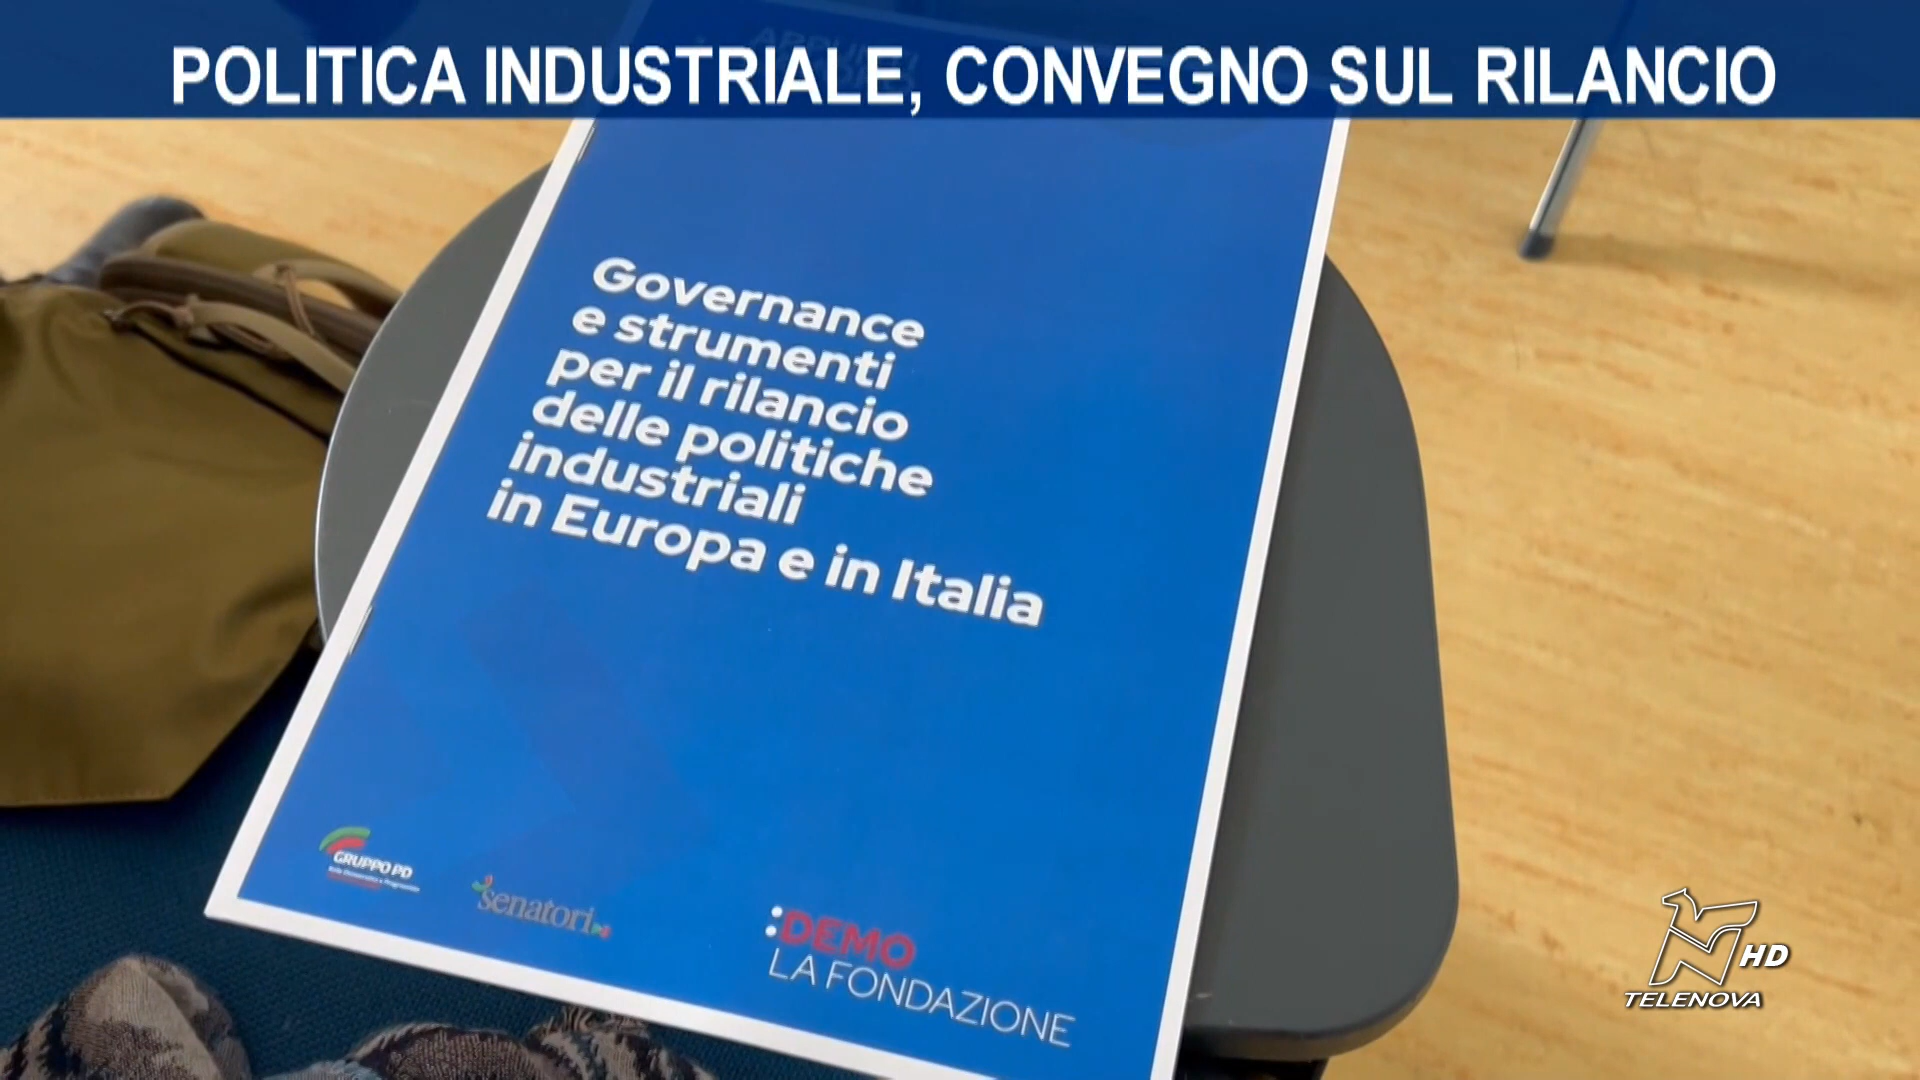 POLITICA INDUSTRIALE, CONVEGNO SUL RILANCIO
Governance
e strumenti
per il rilancio
delle politiche
industriali
in Europa e in Italia
GRUPPO PD
senatori
:DEMO
LA FONDAZIONE
HD
TELENOVA